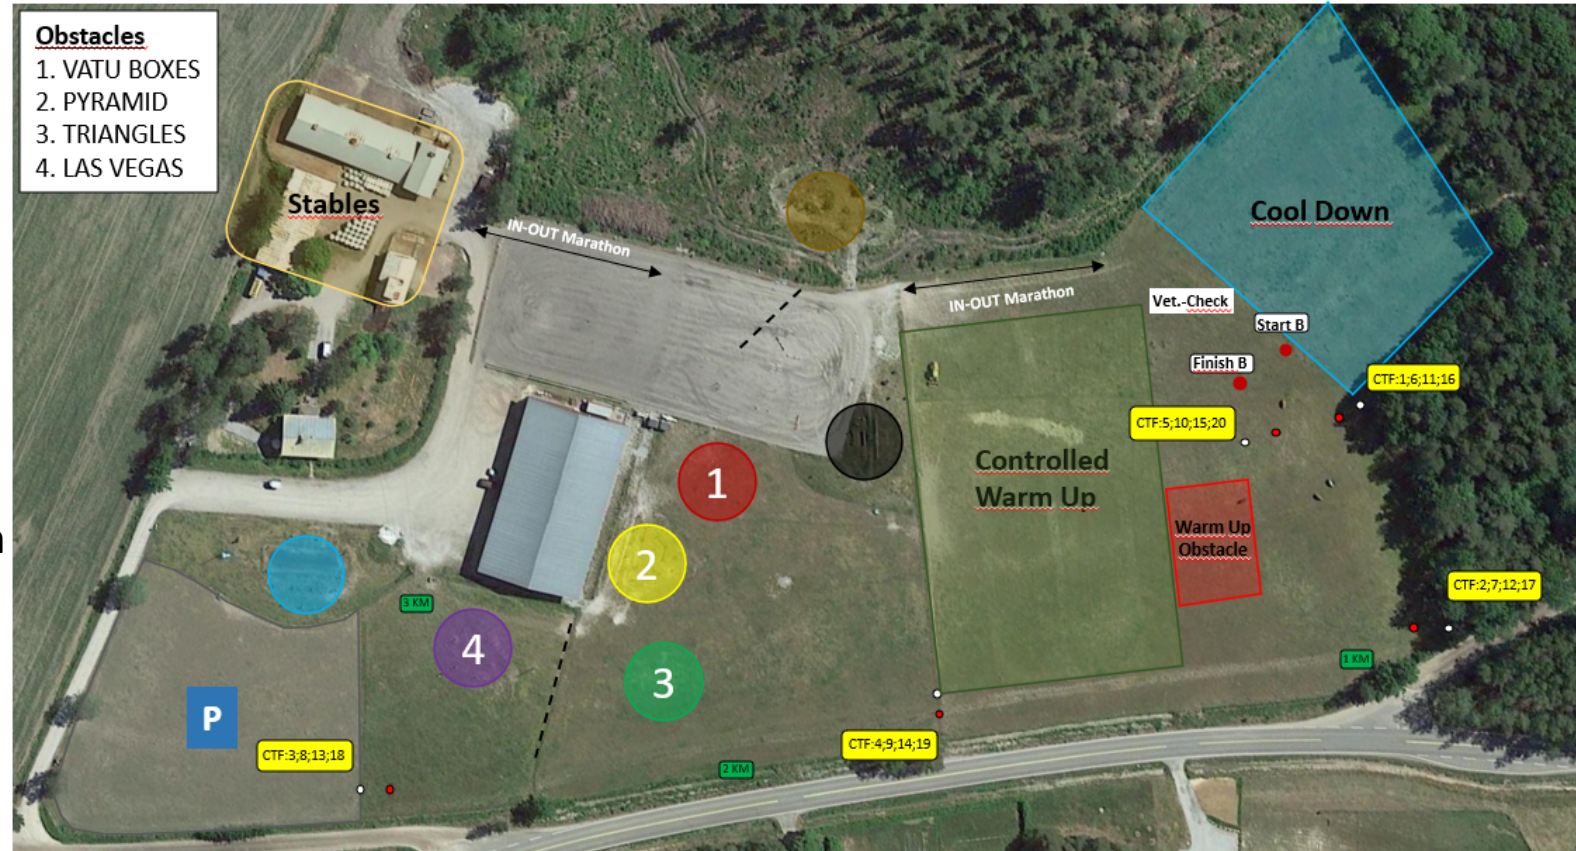 Obstacles
1. VATU BOXES
2. PYRAMID
3. TRIANGLES
4. LAS VEGAS
Stables
IN-OUT Marathon
IN-OUT Marathon
Cool Down
Vet.-Check
Start B
Finish B
CTF:1;6;11;16
CTF:5;10;15;20
Controlled
Warm Up
1
Warm Up
Obstacle
2
CTF:2;7;12;17
3 KM
4
3
1 KM
P
CTF:3;8;13;18
CTF:4;9;14;19
2 KM